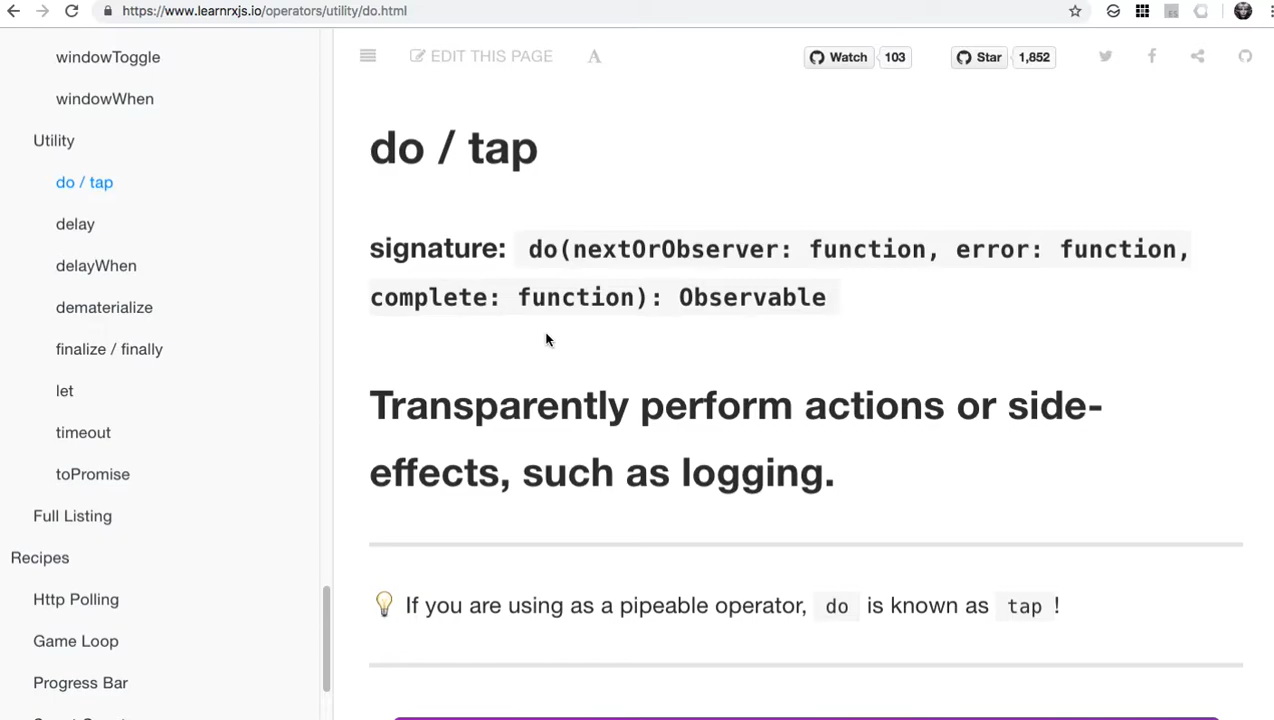 https://www.learnrxjs.io/operators/utility/do.html
windowToggle
windowWhen
Utility
do / tap
delay
delayWhen
dematerialize
finalize / finally
let
timeout
toPromise
Full Listing
Recipes
Http Polling
Game Loop
Progress Bar
EDIT THIS PAGE
A
Watch 103
Star 1,852
do / tap
signature: do(nextOrObserver: function, error: function,
complete: function): Observable
Transparently perform actions or side-
effects, such as logging.
If you are using as a pipeable operator, do is known as tap !